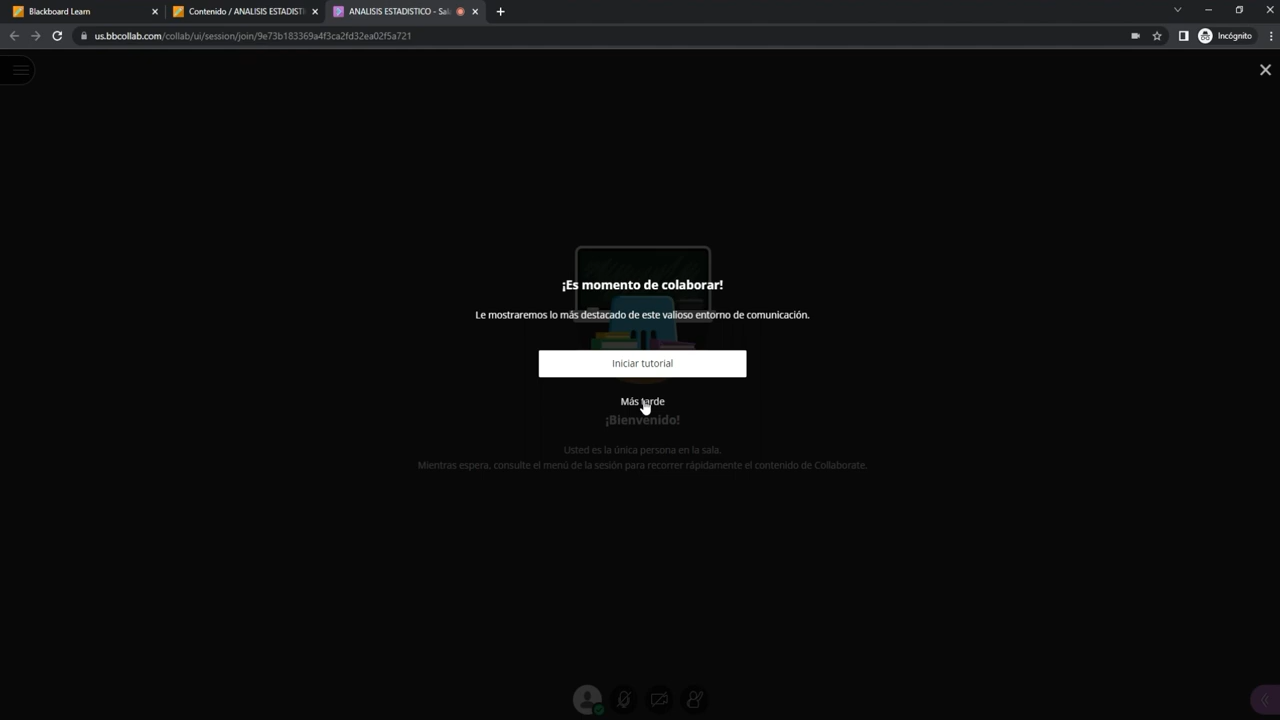 Blackboard Learn
Contenido / ANALISIS ESTADISTI
ANALISIS ESTADISTICO - Sal
us.bbcollab.com/collab/ui/session/join/9e73b183369a4f3ca2fd32ea02f5a721
Incógnito
¡Es momento de colaborar!
Le mostraremos lo más destacado de este valioso entorno de comunicación.
Iniciar tutorial
Más tarde
¡Bienvenido!
Usted es la única persona en la sala.
Mientras espera, consulte el menú de la sesión para recorrer rápidamente el contenido de Collaborate.